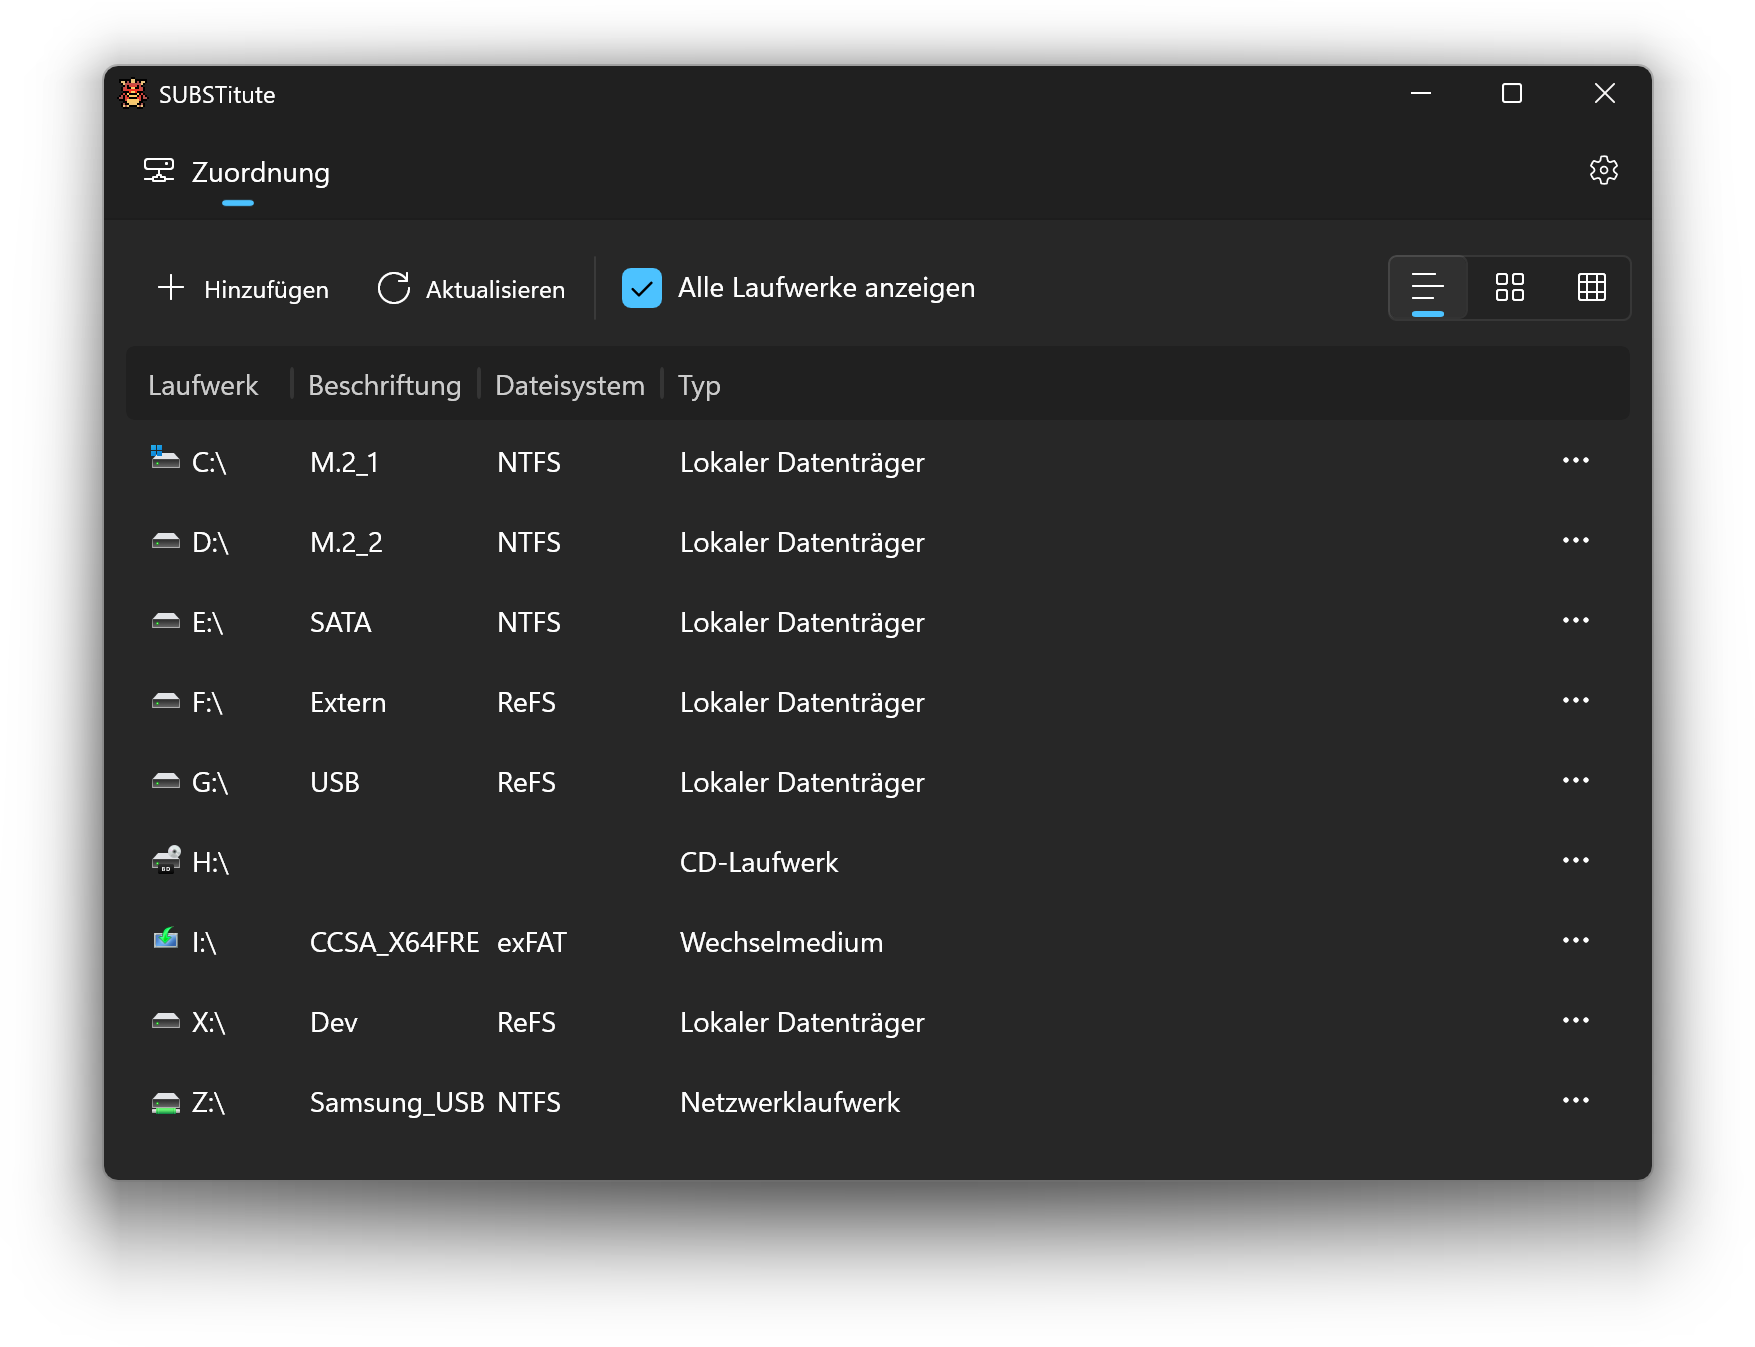 SUBSTitute
Zuordnung
Hinzufügen Aktualisieren Alle Laufwerke anzeigen
Laufwerk Beschriftung Dateisystem Typ
C:\ M.2_1 NTFS Lokaler Datenträger
D:\ M.2_2 NTFS Lokaler Datenträger
E:\ SATA NTFS Lokaler Datenträger
F:\ Extern ReFS Lokaler Datenträger
G:\ USB ReFS Lokaler Datenträger
H:\ CD-Laufwerk
I:\ CCSA_X64FRE exFAT Wechselmedium
X:\ Dev ReFS Lokaler Datenträger
Z:\ Samsung_USB NTFS Netzwerklaufwerk